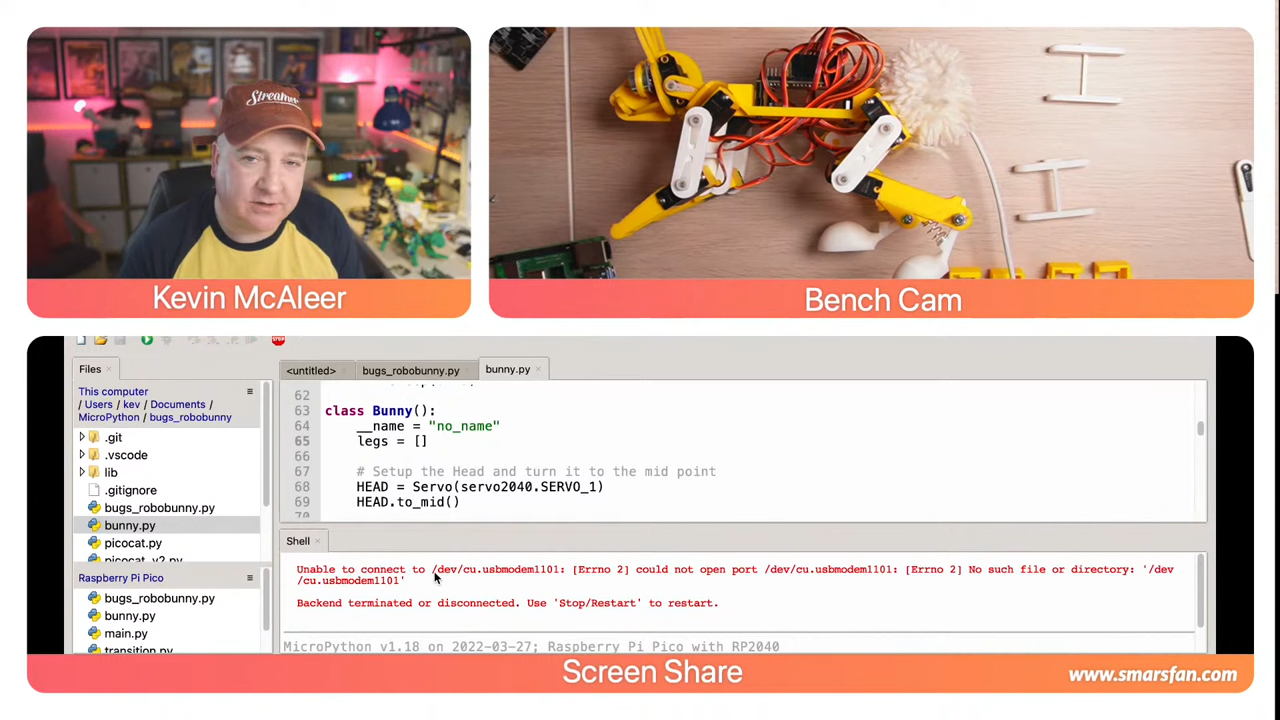 Streamer
Kevin McAleer
Bench Cam
STOP
Files
This computer
/ Users / kev / Documents /
MicroPython / bugs_robobunny
.git
.vscode
lib
.gitignore
bugs_robobunny.py
bunny.py
picocat.py
picocat_v2.py
Raspberry Pi Pico
bugs_robobunny.py
bunny.py
main.py
transition.py
<untitled>
bugs_robobunny.py
bunny.py
62
63 class Bunny():
64 __name = "no_name"
65 legs = []
66
67 # Setup the Head and turn it to the mid point
68 HEAD = Servo(servo2040.SERVO_1)
69 HEAD.to_mid()
70
Shell
Unable to connect to /dev/cu.usbmodem1101: [Errno 2] could not open port /dev/cu.usbmodem1101: [Errno 2] No such file or directory: '/dev
/cu.usbmodem1101'
Backend terminated or disconnected. Use 'Stop/Restart' to restart.
MicroPython v1.18 on 2022-03-27; Raspberry Pi Pico with RP2040
Screen Share
www.smarsfan.com